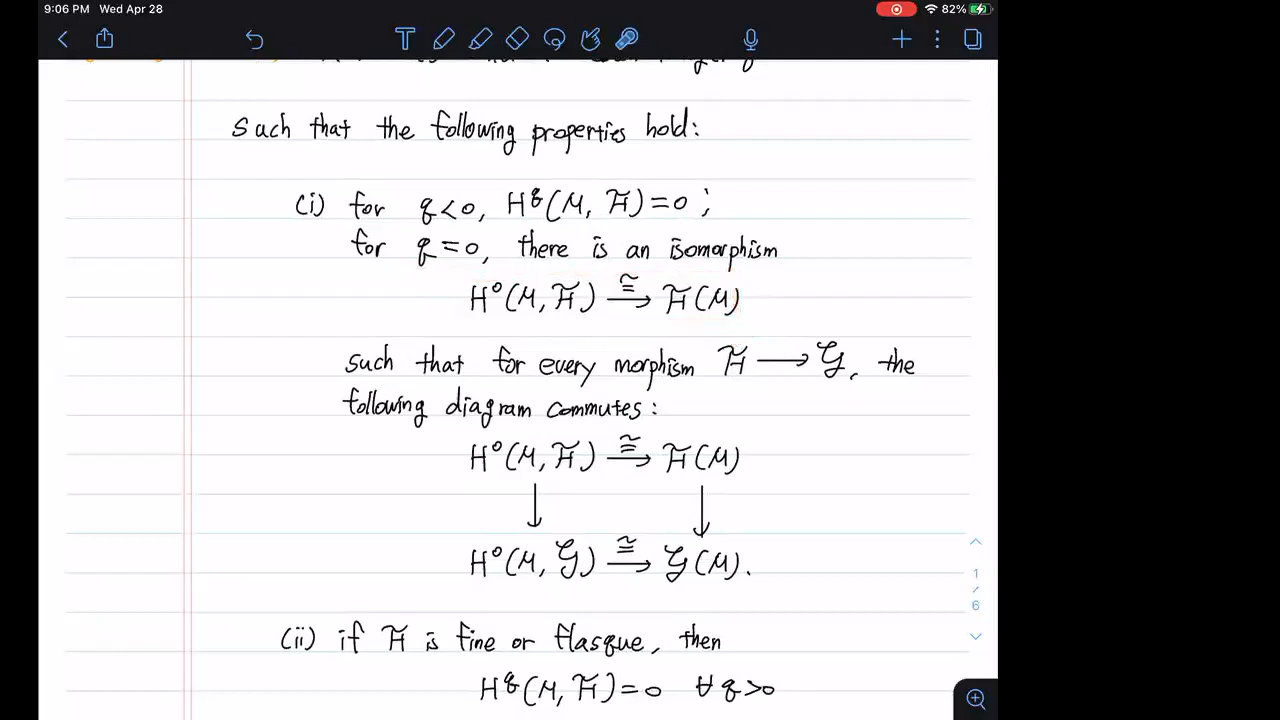 9:06 PM Wed Apr 28
82%
such that the following properties hold:
(i) for q<0, H^q(M, F)=0;
for q=0, there is an isomorphism
H^0(M, F) ≅→ F(M)
such that for every morphism F → G, the
following diagram commutes:
H^0(M, F) ≅→ F(M)
↓ ↓
H^0(M, G) ≅→ G(M).
1
/
6
(ii) if F is fine or flasque, then
H^q(M, F)=0 ∀ q>0